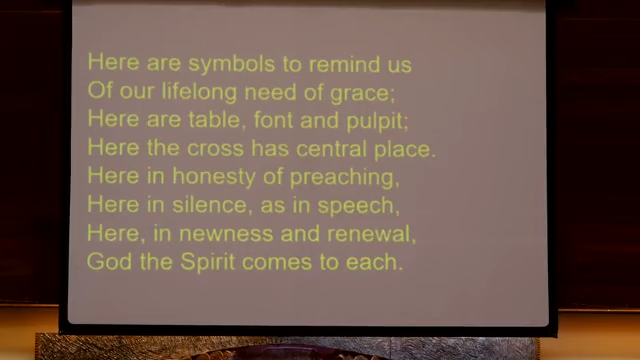 Here are symbols to remind us
Of our lifelong need of grace;
Here are table, font and pulpit;
Here the cross has central place.
Here in honesty of preaching,
Here in silence, as in speech,
Here, in newness and renewal,
God the Spirit comes to each.